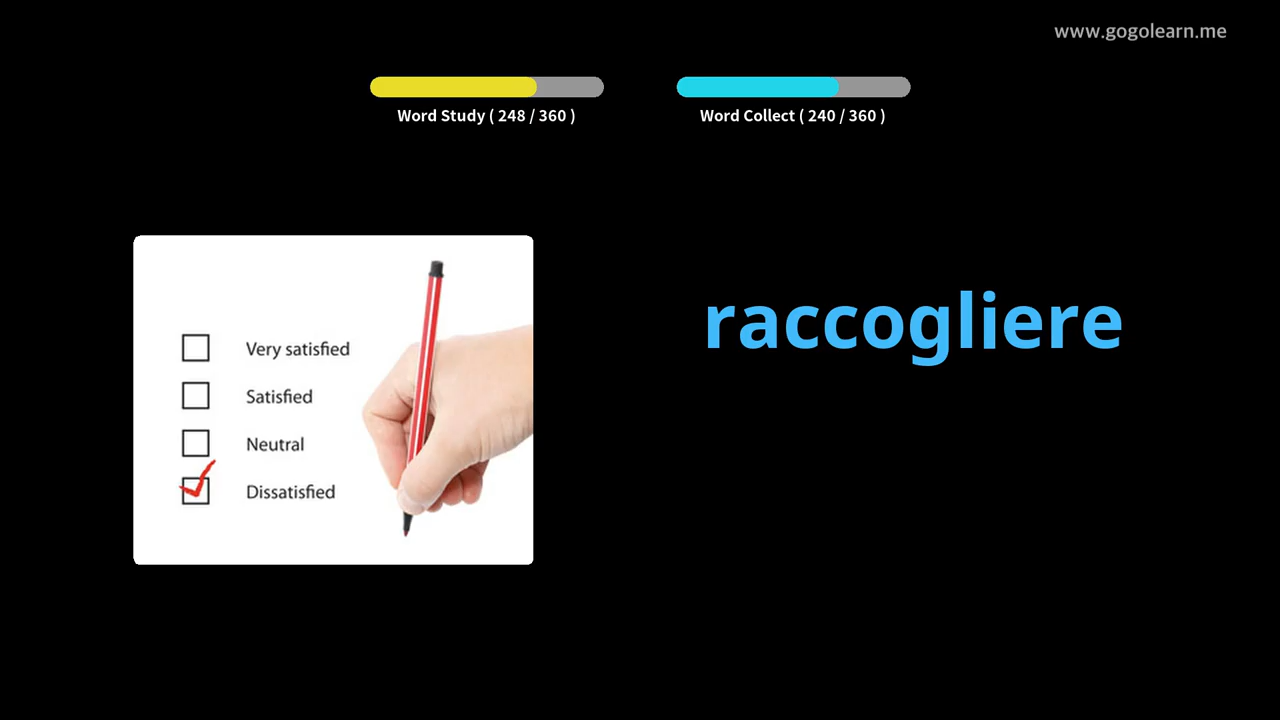 www.gogolearn.me
Word Study ( 248 / 360 )
Word Collect ( 240 / 360 )
raccogliere
Very satisfied
Satisfied
Neutral
Dissatisfied